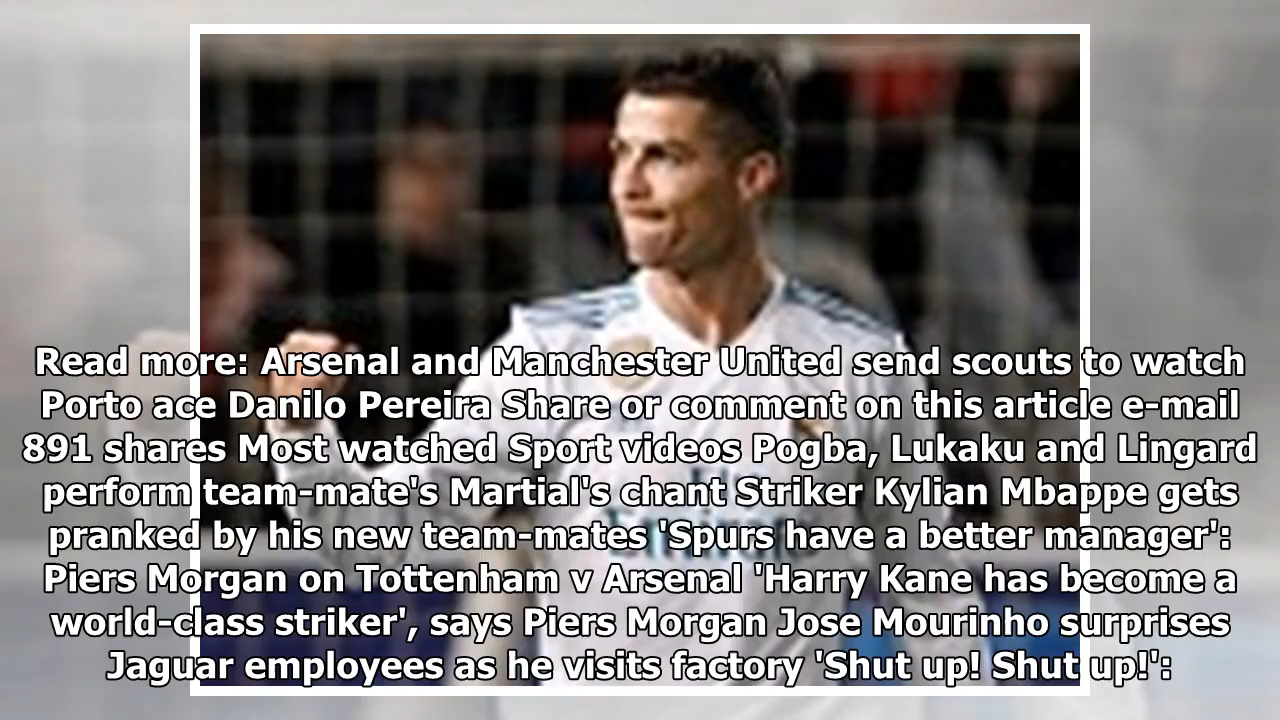 Read more: Arsenal and Manchester United send scouts to watch
Porto ace Danilo Pereira Share or comment on this article e-mail
891 shares Most watched Sport videos Pogba, Lukaku and Lingard
perform team-mate's Martial's chant Striker Kylian Mbappe gets
pranked by his new team-mates 'Spurs have a better manager':
Piers Morgan on Tottenham v Arsenal 'Harry Kane has become a
world-class striker', says Piers Morgan Jose Mourinho surprises
Jaguar employees as he visits factory 'Shut up! Shut up!':